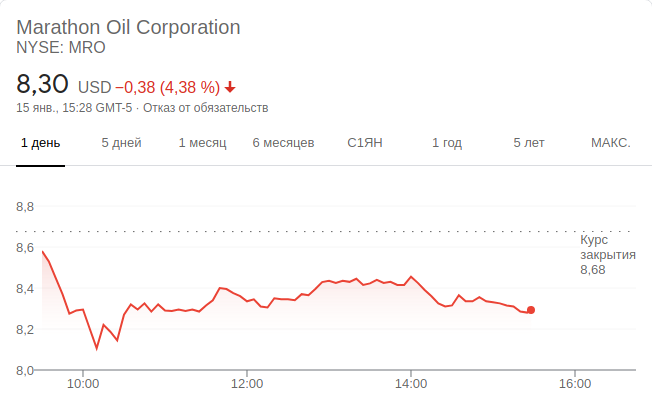 Marathon Oil Corporation
NYSE: MRO
8,30 USD −0,38 (4,38 %)
15 янв., 15:28 GMT-5 · Отказ от обязательств
1 день 5 дней 1 месяц 6 месяцев С1ЯН 1 год 5 лет МАКС.
8,8
Курс
закрытия
8,68
8,6
8,4
8,2
8,0
10:00 12:00 14:00 16:00